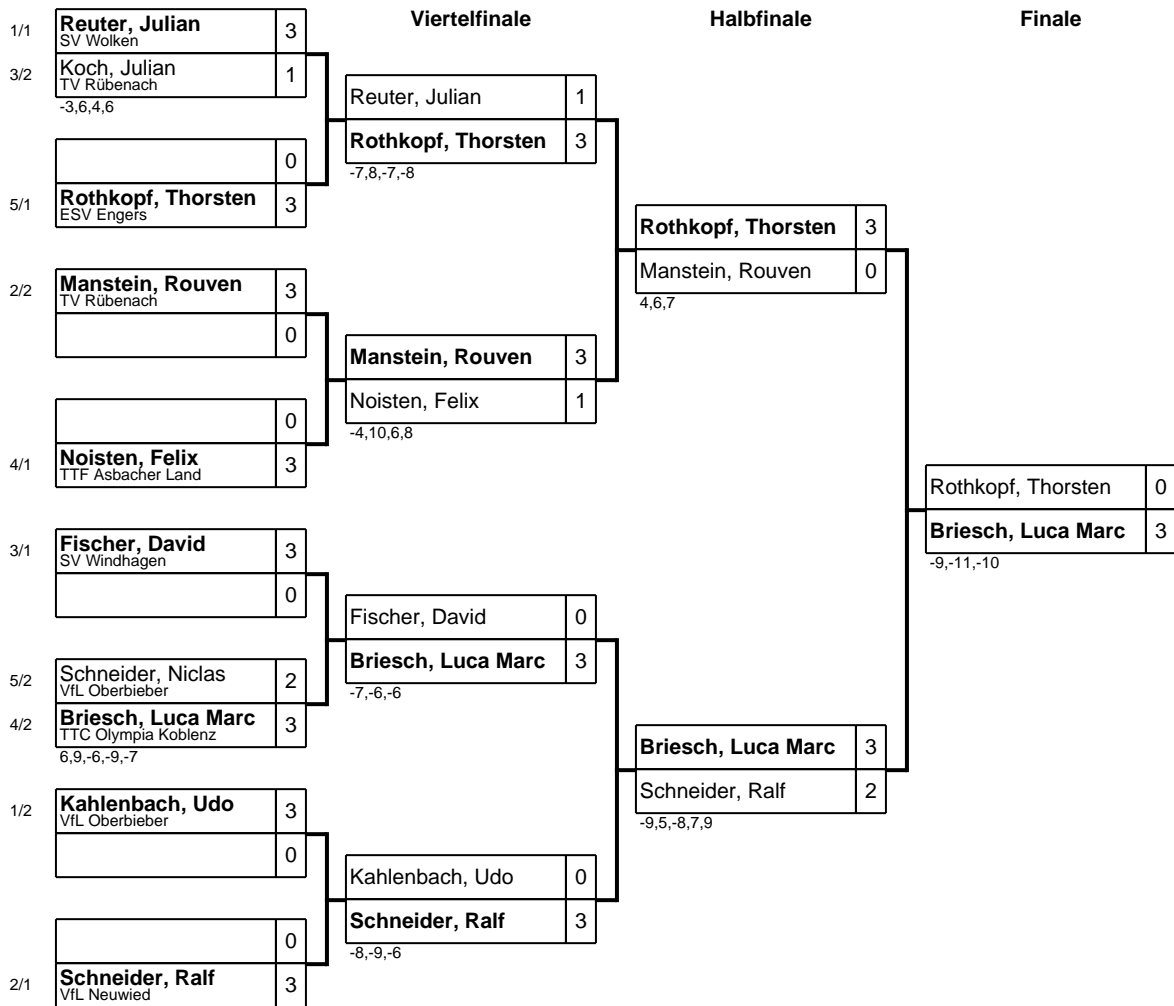 Viertelfinale
Halbfinale
Finale
1/1 Reuter, Julian 3
SV Wolken
3/2 Koch, Julian 1
TV Rübenach
-3,6,4,6
0
5/1 Rothkopf, Thorsten 3
ESV Engers
2/2 Manstein, Rouven 3
TV Rübenach
0
0
4/1 Noisten, Felix 3
TTF Asbacher Land
3/1 Fischer, David 3
SV Windhagen
0
5/2 Schneider, Niclas 2
VfL Oberbieber
4/2 Briesch, Luca Marc 3
TTC Olympia Koblenz
6,9,-6,-9,-7
1/2 Kahlenbach, Udo 3
VfL Oberbieber
0
0
2/1 Schneider, Ralf 3
VfL Neuwied
Reuter, Julian 1
Rothkopf, Thorsten 3
-7,8,-7,-8
Manstein, Rouven 3
Noisten, Felix 1
-4,10,6,8
Fischer, David 0
Briesch, Luca Marc 3
-7,-6,-6
Kahlenbach, Udo 0
Schneider, Ralf 3
-8,-9,-6
Rothkopf, Thorsten 3
Manstein, Rouven 0
4,6,7
Briesch, Luca Marc 3
Schneider, Ralf 2
-9,5,-8,7,9
Rothkopf, Thorsten 0
Briesch, Luca Marc 3
-9,-11,-10